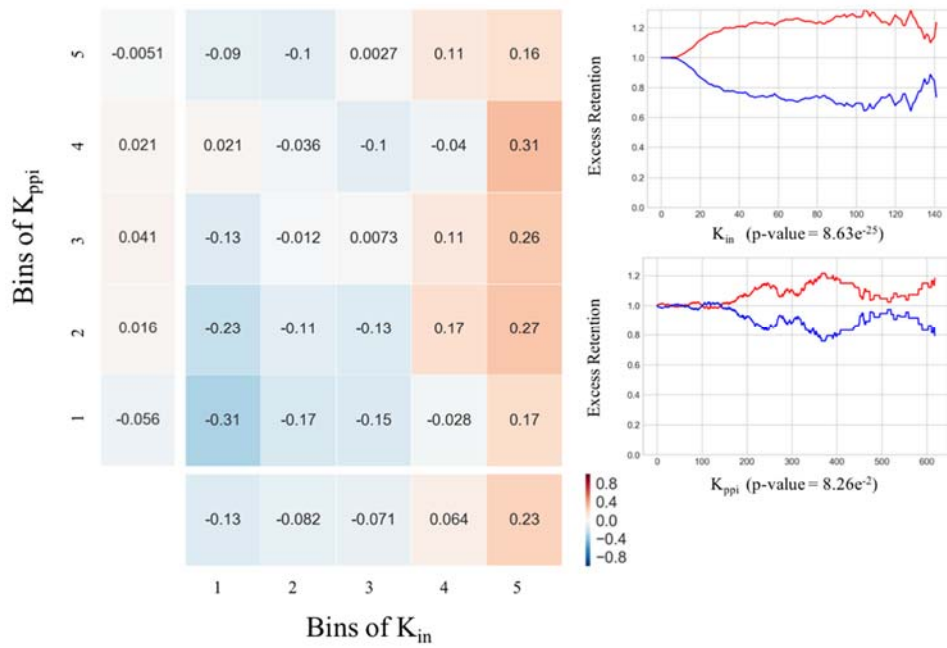 Bins of Kppi
5 -0.0051 -0.09 -0.1 0.0027 0.11 0.16
4 0.021 0.021 -0.036 -0.1 -0.04 0.31
3 0.041 -0.13 -0.012 0.0073 0.11 0.26
2 0.016 -0.23 -0.11 -0.13 0.17 0.27
1 -0.056 -0.31 -0.17 -0.15 -0.028 0.17
-0.13 -0.082 -0.071 0.064 0.23
1 2 3 4 5
Bins of Kin
0.8
0.4
0.0
−0.4
−0.8
Excess Retention
1.2
1.0
0.8
0.6
0.4
0.2
0.0
0 20 40 60 80 100 120 140
Kin (p-value = 8.63e-25)
Excess Retention
1.2
1.0
0.8
0.6
0.4
0.2
0.0
0 100 200 300 400 500 600
Kppi (p-value = 8.26e-2)